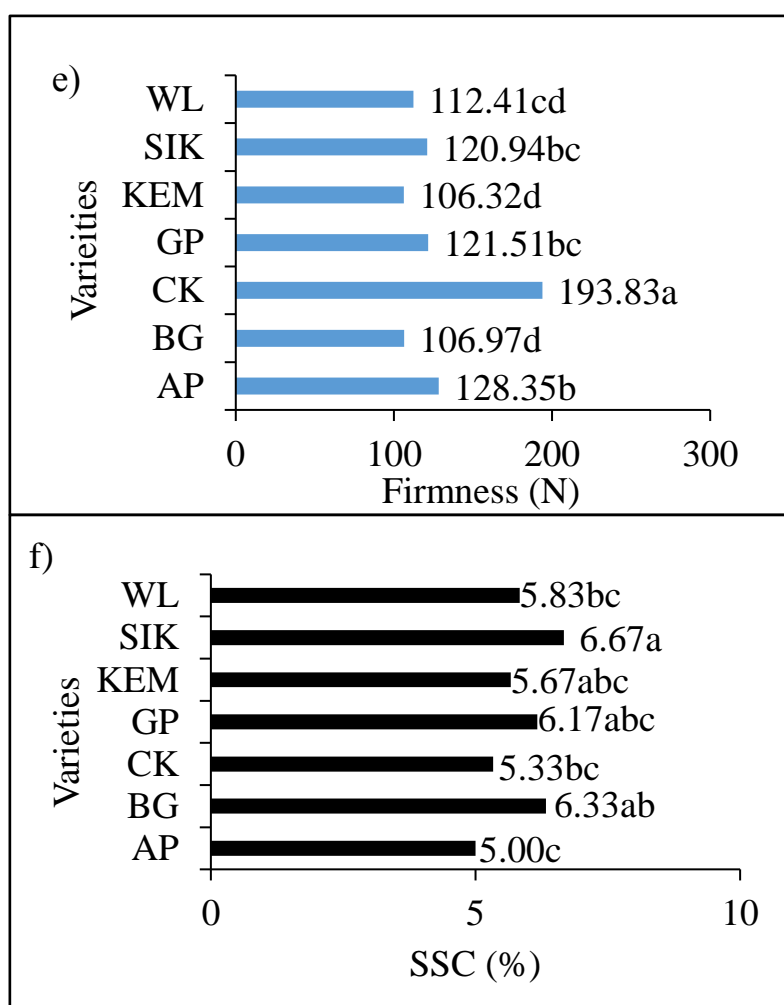 e)
Varieities
WL 112.41cd
SIK 120.94bc
KEM 106.32d
GP 121.51bc
CK 193.83a
BG 106.97d
AP 128.35b
0 100 200 300
Firmness (N)
f)
Varieties
WL 5.83bc
SIK 6.67a
KEM 5.67abc
GP 6.17abc
CK 5.33bc
BG 6.33ab
AP 5.00c
0 5 10
SSC (%)